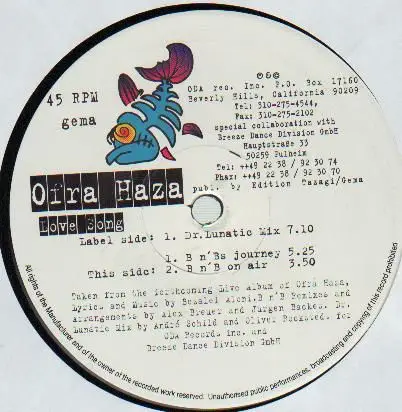 ℗©
ODA rec. Inc. P.O. Box 17160
Beverly Hills, California 90209
Tel: 310-275-4544,
Fax: 310-275-2102
special collaboration with
Breeze Dance Division GmbH
Hauptstraße 33
50259 Pulheim
Tel: ++49 22 38 / 92 30 74
Fax: ++49 22 38 / 92 30 70
publ. by Edition Tasagi/Gema
45 RPM
gema
Ofra Haza
Love Song
Label side: 1. Dr.Lunatic Mix 7.10
1. B n'Bs journey 5.25
This side: 2. B n'B on air 3.50
Taken from the forthcoming Live album of Ofra Haza,
Lyrics and Music by Bezalel Aloni.B n'B Remixes and
arrangements by Alex Breuer and Jürgen Backes. Dr.
Lunatic Mix by André Schild and Oliver Rocksted. for
ODA Records Inc. and
Breeze Dance Division GmbH
All rights of the Manufacturer and of the owner of the recorded work reserved. Unauthorised public performances, broadcasting and copying of this record prohibited